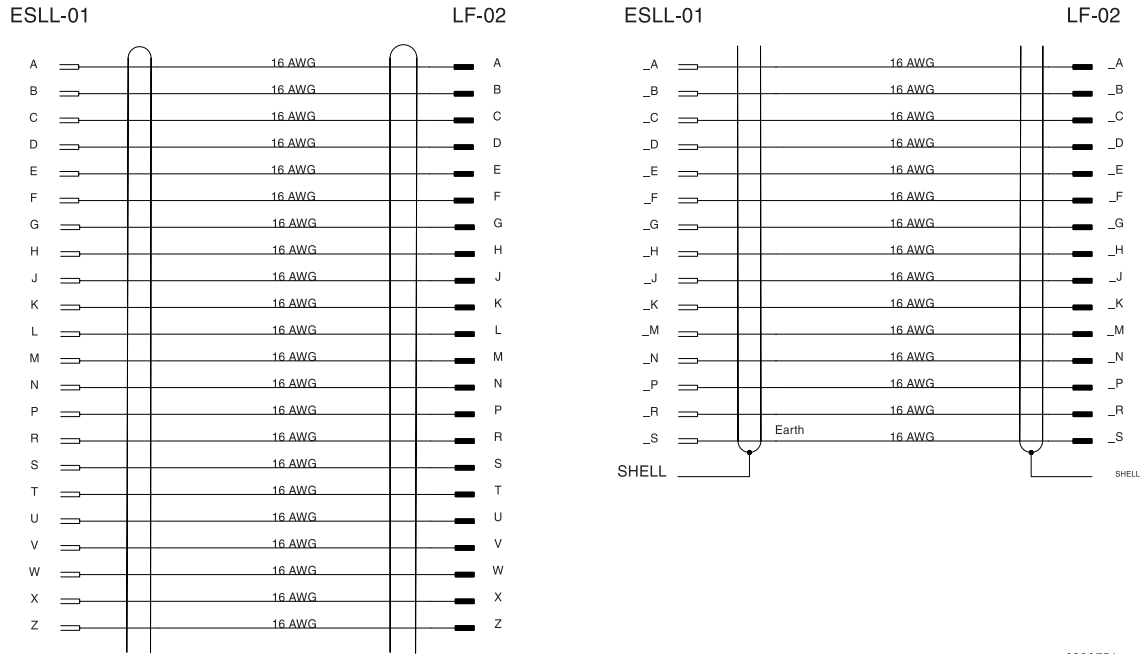 ESLL-01 LF-02
A 16 AWG A
B 16 AWG B
C 16 AWG C
D 16 AWG D
E 16 AWG E
F 16 AWG F
G 16 AWG G
H 16 AWG H
J 16 AWG J
K 16 AWG K
L 16 AWG L
M 16 AWG M
N 16 AWG N
P 16 AWG P
R 16 AWG R
S 16 AWG S
T 16 AWG T
U 16 AWG U
V 16 AWG V
W 16 AWG W
X 16 AWG X
Z 16 AWG Z
ESLL-01 LF-02
_A 16 AWG _A
_B 16 AWG _B
_C 16 AWG _C
_D 16 AWG _D
_E 16 AWG _E
_F 16 AWG _F
_G 16 AWG _G
_H 16 AWG _H
_J 16 AWG _J
_K 16 AWG _K
_M 16 AWG _M
_N 16 AWG _N
_P 16 AWG _P
_R 16 AWG _R
Earth
_S 16 AWG _S
SHELL SHELL